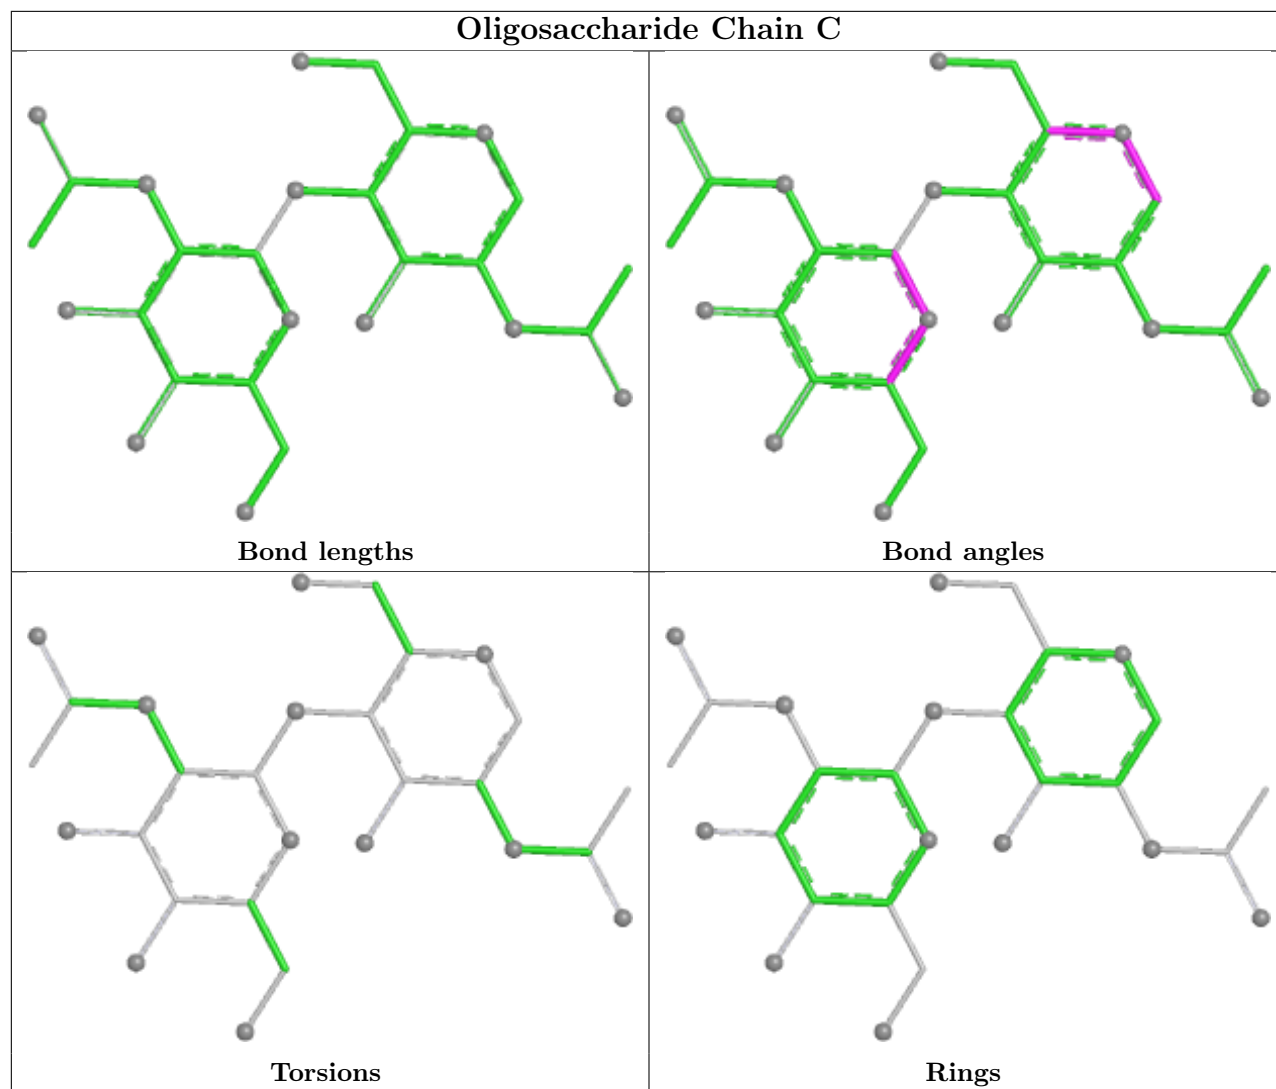 Oligosaccharide Chain C
Bond lengths
Bond angles
Torsions
Rings